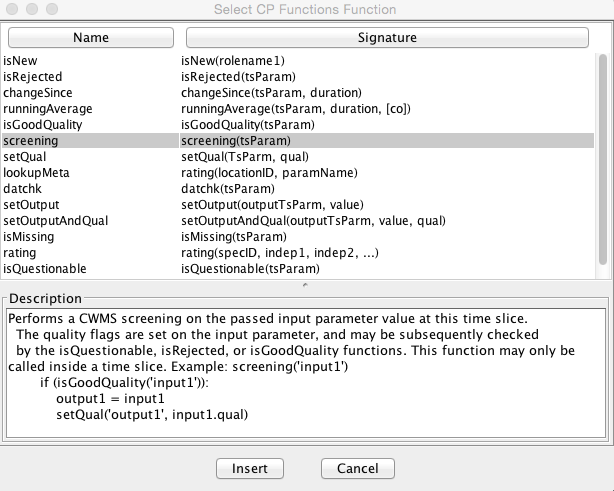 Select CP Functions Function
Name Signature
isNew isNew(rolename1)
isRejected isRejected(tsParam)
changeSince changeSince(tsParam, duration)
runningAverage runningAverage(tsParam, duration, [co])
isGoodQuality isGoodQuality(tsParam)
screening screening(tsParam)
setQual setQual(TsParm, qual)
lookupMeta rating(locationID, paramName)
datchk datchk(tsParam)
setOutput setOutput(outputTsParm, value)
setOutputAndQual setOutputAndQual(outputTsParm, value, qual)
isMissing isMissing(tsParam)
rating rating(specID, indep1, indep2, ...)
isQuestionable isQuestionable(tsParam)
Description
Performs a CWMS screening on the passed input parameter value at this time slice.
The quality flags are set on the input parameter, and may be subsequently checked
by the isQuestionable, isRejected, or isGoodQuality functions. This function may only be
called inside a time slice. Example: screening('input1')
if (isGoodQuality('input1')):
output1 = input1
setQual('output1', input1.qual)
Insert Cancel